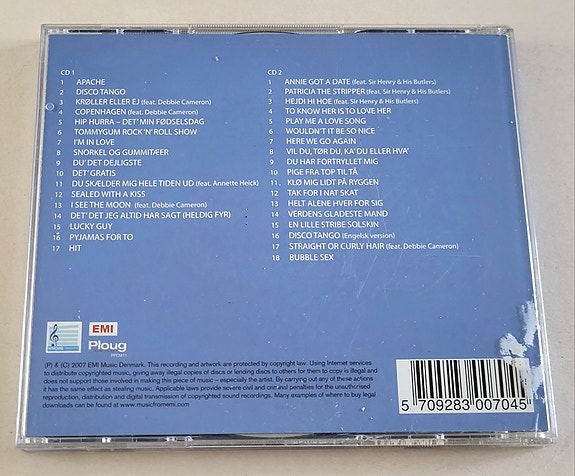 CD 1
1 APACHE
2 DISCO TANGO
3 KRØLLER ELLER EJ (feat. Debbie Cameron)
4 COPENHAGEN (feat. Debbie Cameron)
5 HIP HURRA – DET' MIN FØDSELSDAG
6 TOMMYGUM ROCK'N' ROLL SHOW
7 I'M IN LOVE
8 SNORKEL OG GUMMITÆER
9 DU' DET DEJLIGSTE
10 DET' GRATIS
11 DU SKÆLDER MIG HELE TIDEN UD (feat. Annette Heick)
12 SEALED WITH A KISS
13 I SEE THE MOON (feat. Debbie Cameron)
14 DET' DET JEG ALTID HAR SAGT (HELDIG FYR)
15 LUCKY GUY
16 PYJAMAS FOR TO
17 HIT
CD 2
1 ANNIE GOT A DATE (feat. Sir Henry & His Butlers)
2 PATRICIA THE STRIPPER (feat. Sir Henry & His Butlers)
3 HEJDI HI HOE (feat. Sir Henry & His Butlers)
4 TO KNOW HER IS TO LOVE HER
5 PLAY ME A LOVE SONG
6 WOULDN'T IT BE SO NICE
7 HERE WE GO AGAIN
8 VIL DU, TØR DU, KA' DU ELLER HVA'
9 DU HAR FORTRYLLET MIG
10 PIGE FRA TOP TIL TÅ
11 KLØ MIG LIDT PÅ RYGGEN
12 TAK FOR I NAT SKAT
13 HELT ALENE HVER FOR SIG
14 VERDENS GLADESTE MAND
15 EN LILLE STRIBE SOLSKIN
16 DISCO TANGO (Engelsk version)
17 STRAIGHT OR CURLY HAIR (feat. Debbie Cameron)
18 BUBBLE SEX
EMI
Ploug
(P) & (C) 2007 EMI Music Denmark. This recording and artwork are protected by copyright law. Using Internet services
to distribute copyrighted music, giving away illegal copies of discs or lending discs to others for them to copy is illegal and
does not support those involved in making this piece of music – especially the artist. By carrying out any of these actions
it has the same effect as stealing music. Applicable laws provide severe civil and criminal penalties for the unauthorised
reproduction, distribution and digital transmission of copyrighted sound recordings. Many examples of where to buy legal
downloads can be found at www.musicfromemi.com
5 709283 007045